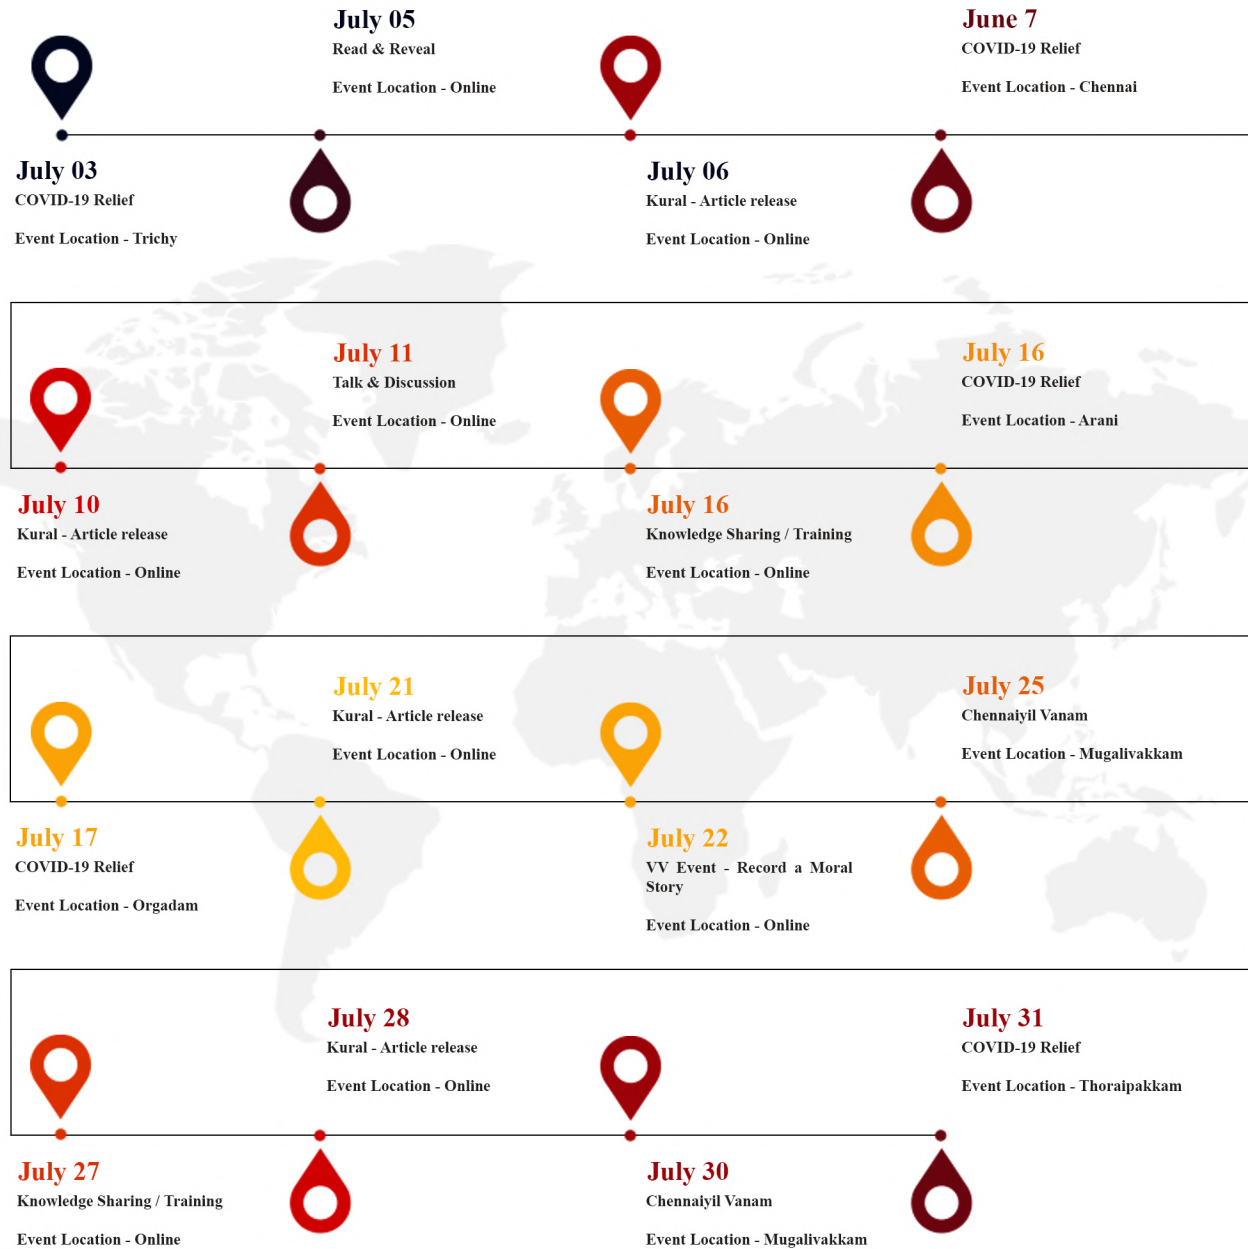 July 03
COVID-19 Relief
Event Location - Trichy
July 05
Read & Reveal
Event Location - Online
July 06
Kural - Article release
Event Location - Online
June 7
COVID-19 Relief
Event Location - Chennai
July 10
Kural - Article release
Event Location - Online
July 11
Talk & Discussion
Event Location - Online
July 16
Knowledge Sharing / Training
Event Location - Online
July 16
COVID-19 Relief
Event Location - Arani
July 17
COVID-19 Relief
Event Location - Orgadam
July 21
Kural - Article release
Event Location - Online
July 22
VV Event - Record a Moral
Story
Event Location - Online
July 25
Chennaiyil Vanam
Event Location - Mugalivakkam
July 27
Knowledge Sharing / Training
Event Location - Online
July 28
Kural - Article release
Event Location - Online
July 30
Chennaiyil Vanam
Event Location - Mugalivakkam
July 31
COVID-19 Relief
Event Location - Thoraipakkam